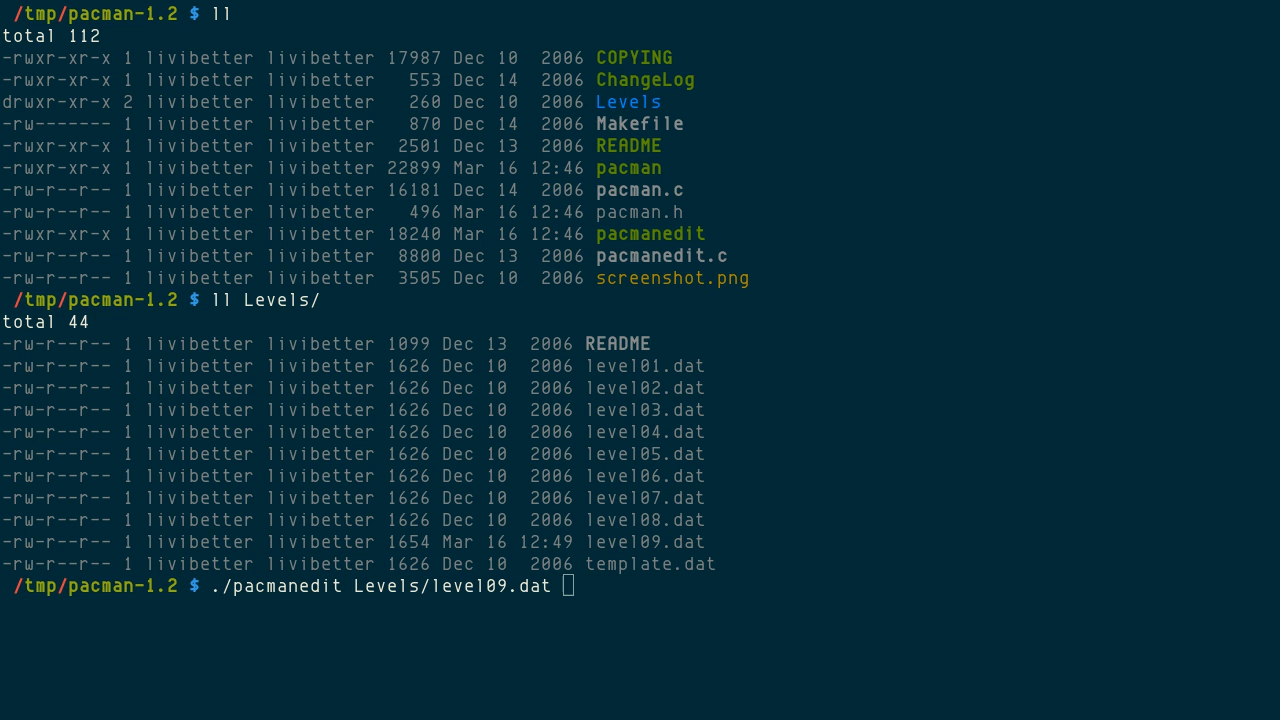 /tmp/pacman-1.2 $ ll
total 112
-rwxr-xr-x 1 livibetter livibetter 17987 Dec 10  2006 COPYING
-rwxr-xr-x 1 livibetter livibetter   553 Dec 14  2006 ChangeLog
drwxr-xr-x 2 livibetter livibetter   260 Dec 10  2006 Levels
-rw------- 1 livibetter livibetter   870 Dec 14  2006 Makefile
-rwxr-xr-x 1 livibetter livibetter  2501 Dec 13  2006 README
-rwxr-xr-x 1 livibetter livibetter 22899 Mar 16 12:46 pacman
-rw-r--r-- 1 livibetter livibetter 16181 Dec 14  2006 pacman.c
-rw-r--r-- 1 livibetter livibetter   496 Mar 16 12:46 pacman.h
-rwxr-xr-x 1 livibetter livibetter 18240 Mar 16 12:46 pacmanedit
-rw-r--r-- 1 livibetter livibetter  8800 Dec 13  2006 pacmanedit.c
-rw-r--r-- 1 livibetter livibetter  3505 Dec 10  2006 screenshot.png
/tmp/pacman-1.2 $ ll Levels/
total 44
-rw-r--r-- 1 livibetter livibetter 1099 Dec 13  2006 README
-rw-r--r-- 1 livibetter livibetter 1626 Dec 10  2006 level01.dat
-rw-r--r-- 1 livibetter livibetter 1626 Dec 10  2006 level02.dat
-rw-r--r-- 1 livibetter livibetter 1626 Dec 10  2006 level03.dat
-rw-r--r-- 1 livibetter livibetter 1626 Dec 10  2006 level04.dat
-rw-r--r-- 1 livibetter livibetter 1626 Dec 10  2006 level05.dat
-rw-r--r-- 1 livibetter livibetter 1626 Dec 10  2006 level06.dat
-rw-r--r-- 1 livibetter livibetter 1626 Dec 10  2006 level07.dat
-rw-r--r-- 1 livibetter livibetter 1626 Dec 10  2006 level08.dat
-rw-r--r-- 1 livibetter livibetter 1654 Mar 16 12:49 level09.dat
-rw-r--r-- 1 livibetter livibetter 1626 Dec 10  2006 template.dat
/tmp/pacman-1.2 $ ./pacmanedit Levels/level09.dat